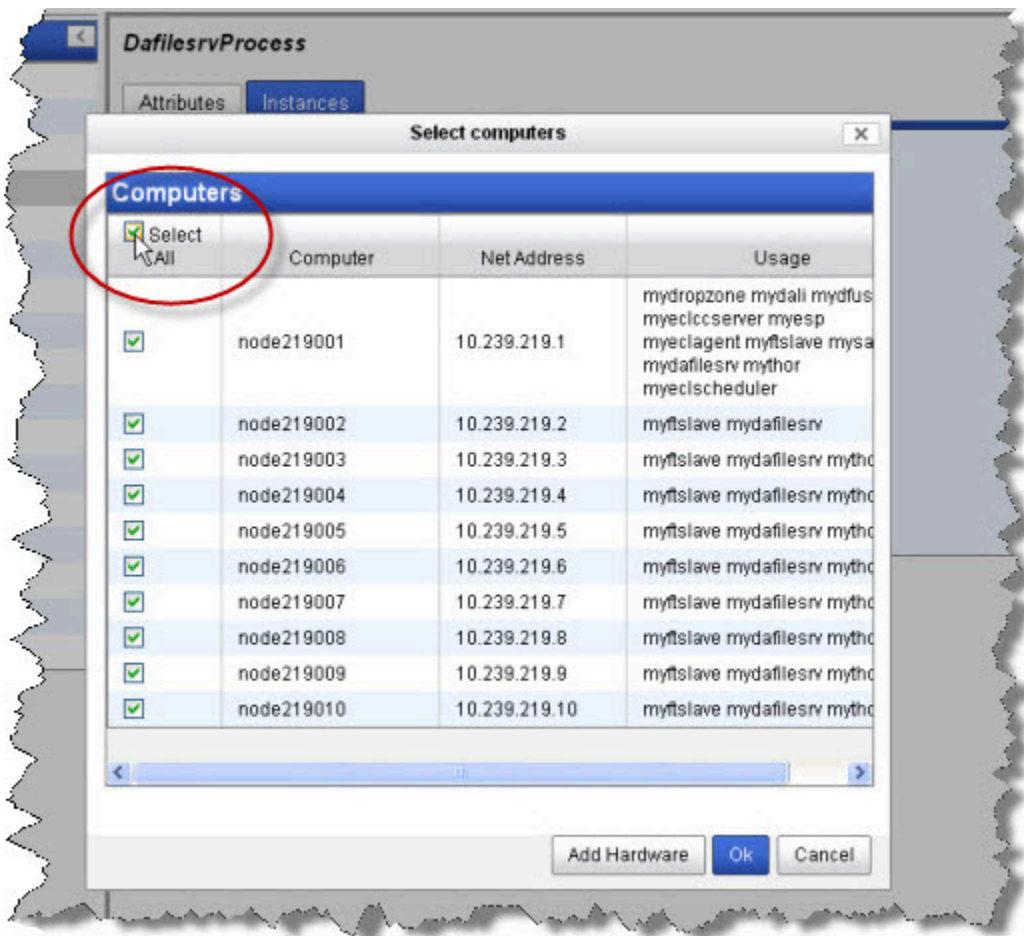 DafilesrvProcess
Attributes Instances
Select computers
Computers
Select All Computer Net Address Usage
mydropzone mydali mydfus
myeclccserver myesp
node219001 10.239.219.1 myeclagent myftslave mysa
mydafilesrv mythor
myeclscheduler
node219002 10.239.219.2 myftslave mydafilesrv
node219003 10.239.219.3 myftslave mydafilesrv mytho
node219004 10.239.219.4 myftslave mydafilesrv mytho
node219005 10.239.219.5 myftslave mydafilesrv mytho
node219006 10.239.219.6 myftslave mydafilesrv mytho
node219007 10.239.219.7 myftslave mydafilesrv mytho
node219008 10.239.219.8 myftslave mydafilesrv mytho
node219009 10.239.219.9 myftslave mydafilesrv mytho
node219010 10.239.219.10 myftslave mydafilesrv mytho
Add Hardware Ok Cancel